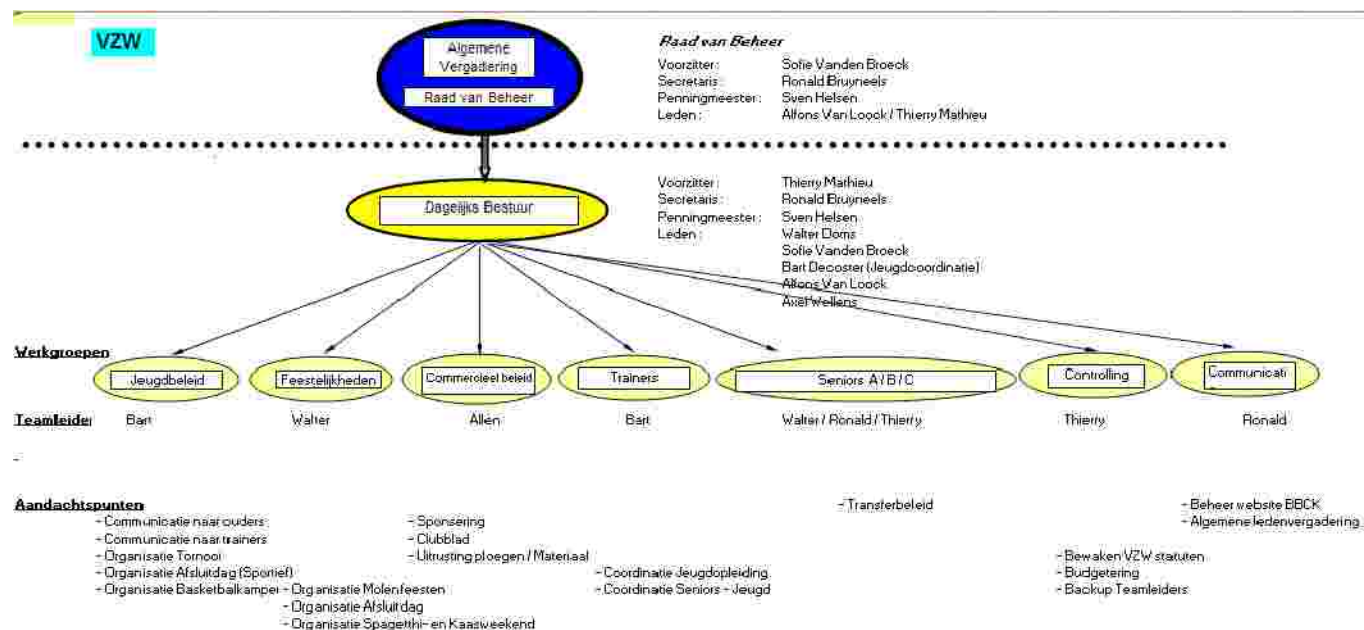 VZW
Algemene
Vergadiering
Raad van Beheer
Raad van Beheer
Voorzitter : Sofie Vanden Broeck
Secretaris : Ronald Bruyneels
Penningmeester : Sven Helsen
Leden : Alfons Van Loock / Thierry Mathieu
Dagelijks Bestuur
Voorzitter : Thierry Mathieu
Secretaris : Ronald Bruyneels
Penningmeester : Sven Helsen
Leden : Walter Doms
Sofie Vanden Broeck
Bart Decoster (Jeugdcoordinatie)
Alfons Van Loock
Axel Wellens
Werkgroepen
Jeugdbeleid Feestelijkheden Commercieel beleid Trainers Seniors A / B / C Controlling Communicati
Teamleider Bart Walter Allen Bart Walter / Ronald / Thierry Thierry Ronald
-
Aandachtspunten - Transferbeleid - Beheer website BBCK
- Communicatie naar ouders - Sponsering - Algemene ledenvergadering
- Communicatie naar trainers - Clubblad
- Organisatie Tornooi - Uitrusting ploegen / Materiaal - Bewaken VZW statuten
- Organisatie Afsluitdag (Sportief) - Coordinatie Jeugdopleiding - Budgetering
- Organisatie Basketbalkamper - Organisatie Molenfeesten - Coordinatie Seniors - Jeugd - Backup Teamleiders
- Organisatie Afsluitdag
- Organisatie Spagetthi- en Kaasweekend